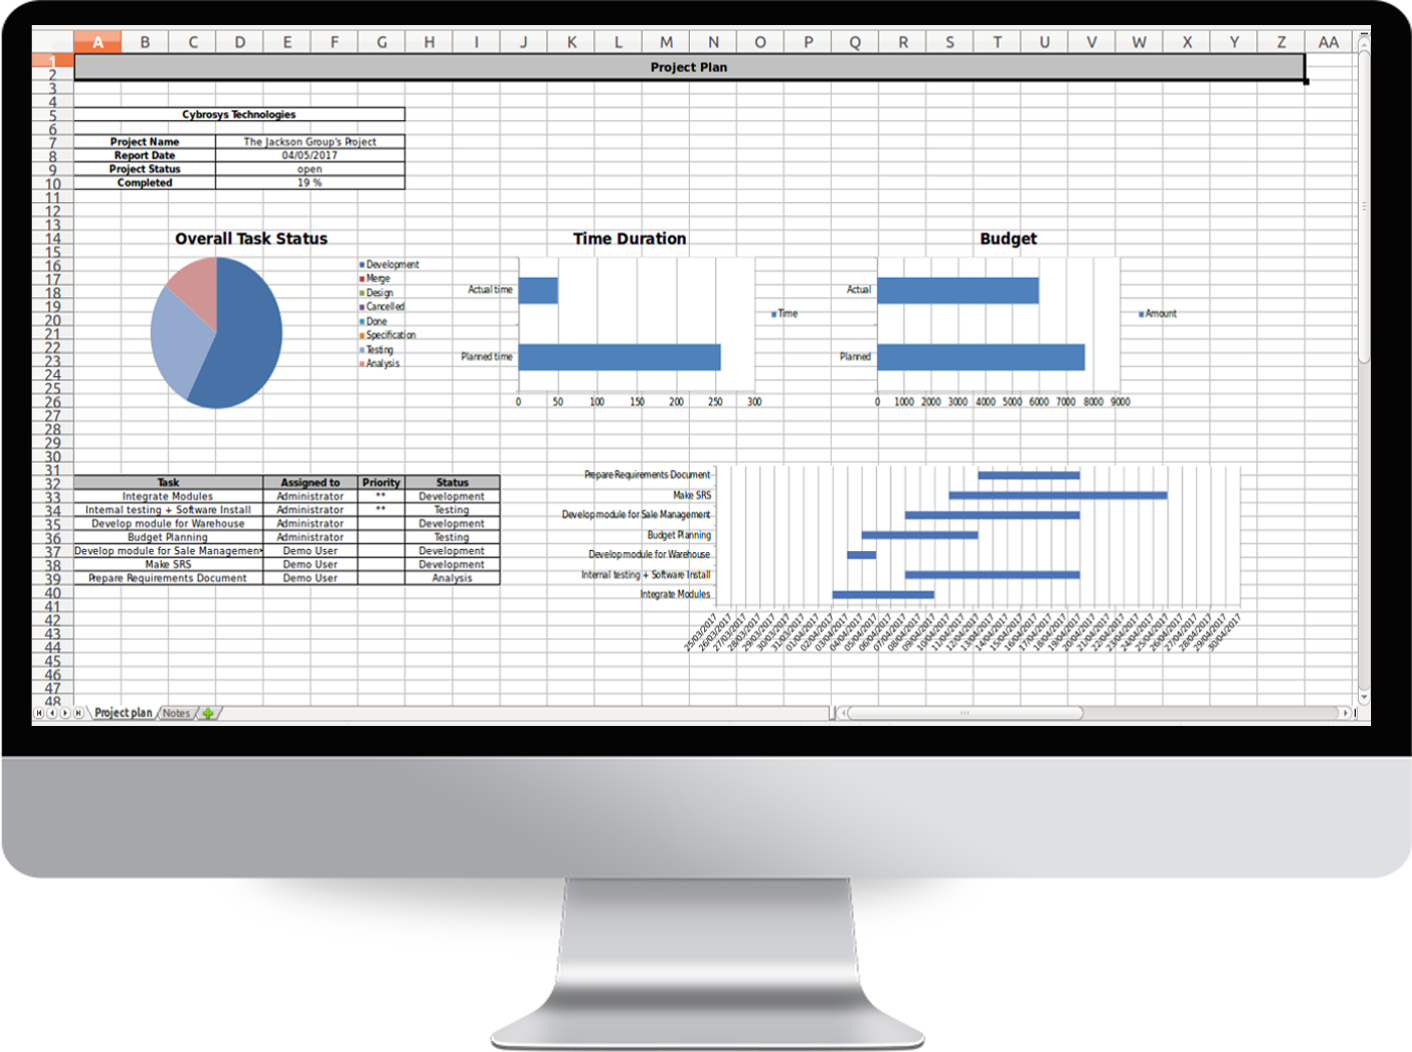 A B C D E F G H I J K L M N O P Q R S T U V W X Y Z AA
1
Project Plan
2
3
4
5 Cybrosys Technologies
6
7 Project Name The Jackson Group's Project
8 Report Date 04/05/2017
9 Project Status open
10 Completed 19 %
11
12
13
14 Overall Task Status Time Duration Budget
15
16 Development
17 Merge
18 Design Actual time Actual
19 Cancelled
20 Done Time Amount
21 Specification
22 Testing
23 Analysis Planned time Planned
24
25
26 0 50 100 150 200 250 300 0 1000 2000 3000 4000 5000 6000 7000 8000 9000
27
28
29
30
31 Prepare Requirements Document
32 Task Assigned to Priority Status
33 Integrate Modules Administrator ** Development Make SRS
34 Internal testing + Software Install Administrator ** Testing Develop module for Sale Management
35 Develop module for Warehouse Administrator Development
36 Budget Planning Administrator Testing Budget Planning
37 Develop module for Sale Managemen Demo User Development Develop module for Warehouse
38 Make SRS Demo User Development
39 Prepare Requirements Document Demo User Analysis Internal testing + Software Install
40 Integrate Modules
41
42
43
44 25/03/2017 26/03/2017 27/03/2017 28/03/2017 29/03/2017 30/03/2017 31/03/2017 01/04/2017 02/04/2017 03/04/2017 04/04/2017 05/04/2017 06/04/2017 07/04/2017 08/04/2017 09/04/2017 10/04/2017 11/04/2017 12/04/2017 13/04/2017 14/04/2017 15/04/2017 16/04/2017 17/04/2017 18/04/2017 19/04/2017 20/04/2017 21/04/2017 22/04/2017 23/04/2017 24/04/2017 25/04/2017 26/04/2017 27/04/2017 28/04/2017 29/04/2017 30/04/2017
45
46
47
48
Project plan Notes